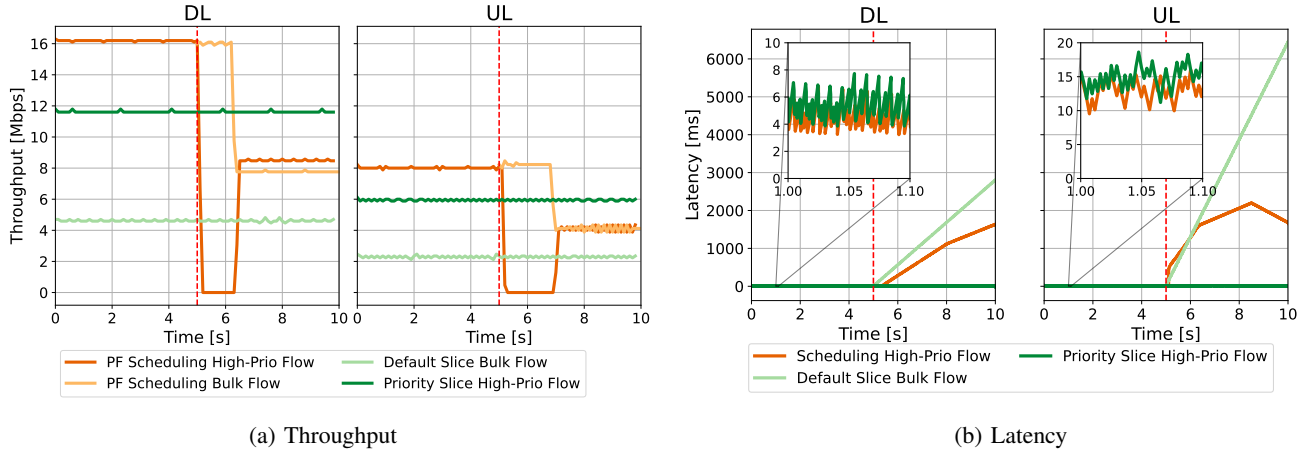 DL
UL
Throughput [Mbps]
16
14
12
10
8
6
4
2
0
0 2 4 6 8 10
Time [s]
0 2 4 6 8 10
Time [s]
PF Scheduling High-Prio Flow
PF Scheduling Bulk Flow
Default Slice Bulk Flow
Priority Slice High-Prio Flow
(a) Throughput
DL
UL
Latency [ms]
6000
5000
4000
3000
2000
1000
0
10
8
6
4
2
0
1.00 1.05 1.10
0 2 4 6 8 10
Time [s]
20
15
10
5
0
1.00 1.05 1.10
0 2 4 6 8 10
Time [s]
Scheduling High-Prio Flow
Default Slice Bulk Flow
Priority Slice High-Prio Flow
(b) Latency